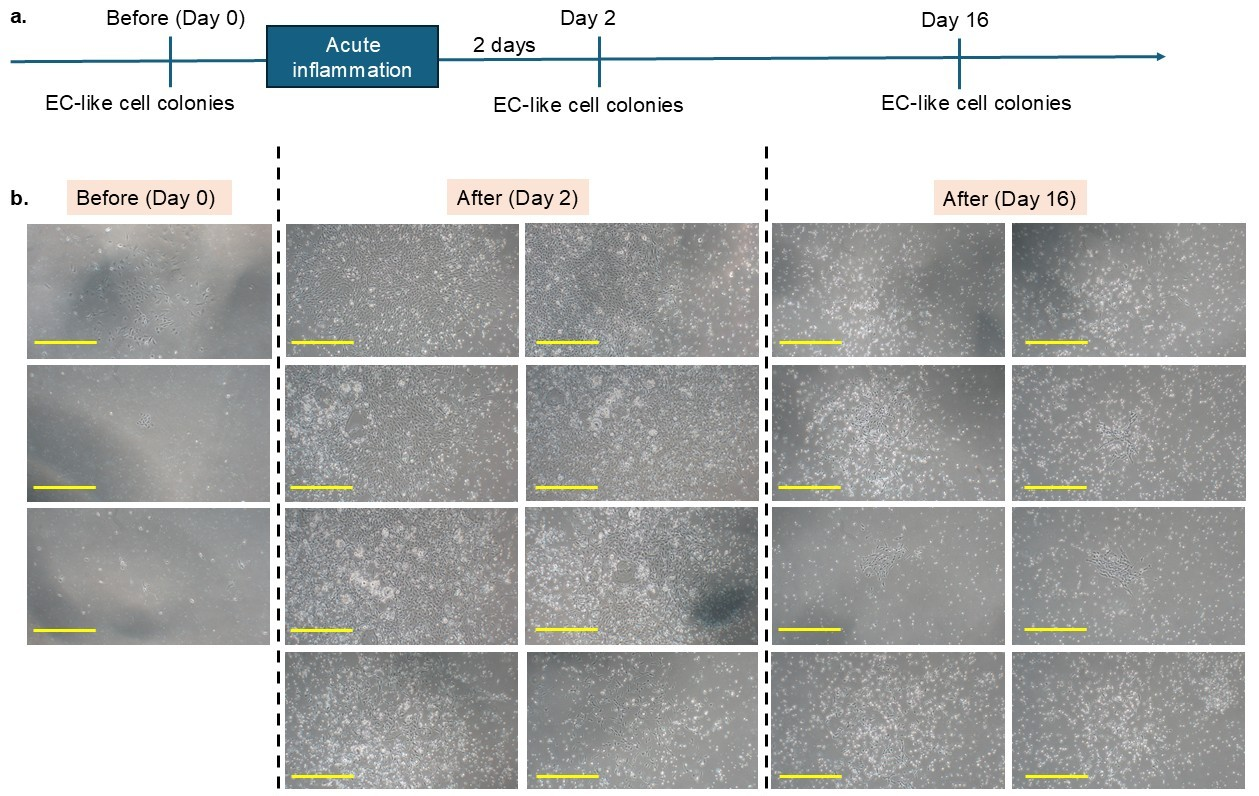 a.
Before (Day 0)
Day 2
Day 16
Acute
inflammation
2 days
EC-like cell colonies
EC-like cell colonies
EC-like cell colonies
b.
Before (Day 0)
After (Day 2)
After (Day 16)